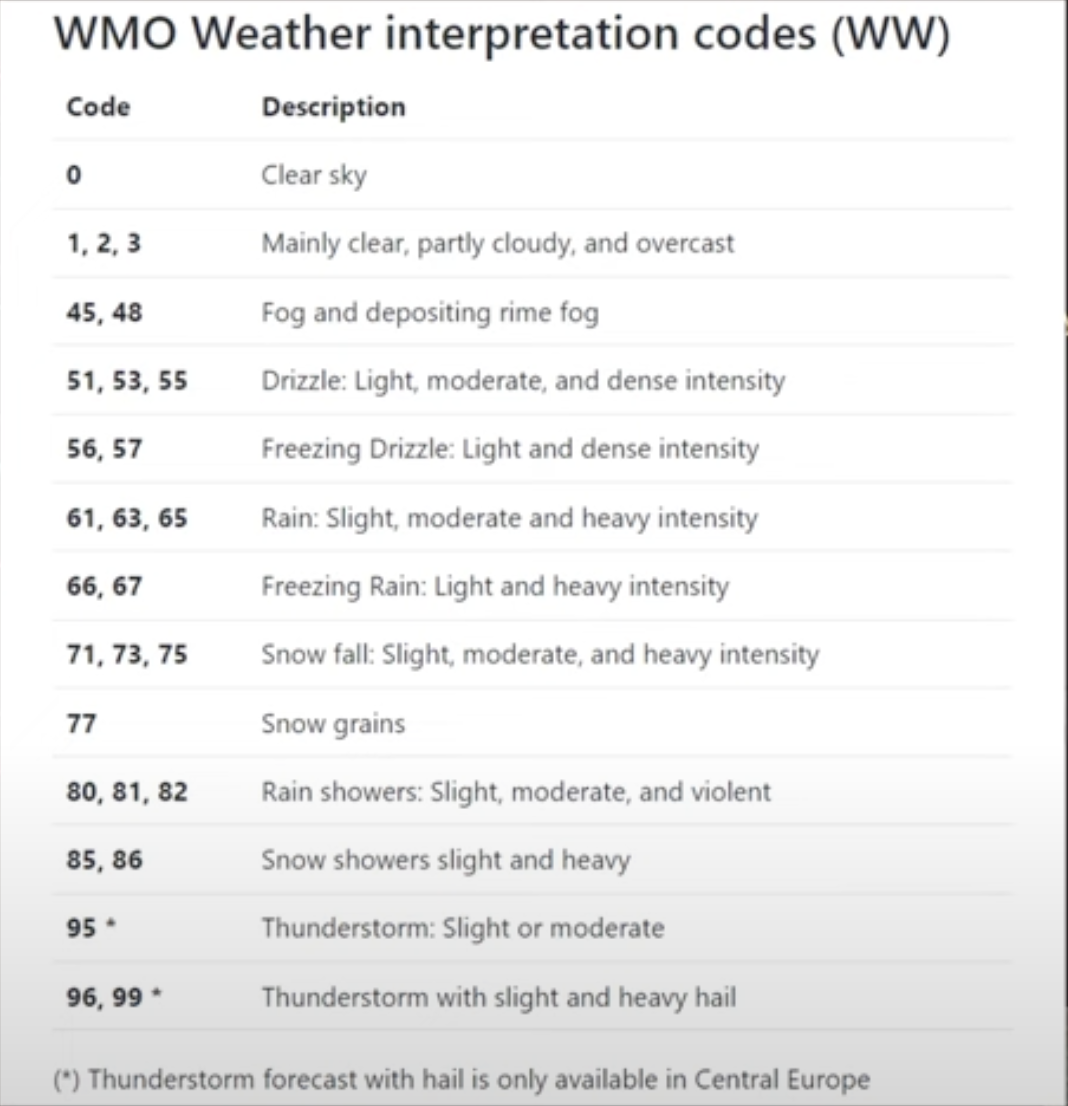 WMO Weather interpretation codes (WW)
Code Description
0 Clear sky
1, 2, 3 Mainly clear, partly cloudy, and overcast
45, 48 Fog and depositing rime fog
51, 53, 55 Drizzle: Light, moderate, and dense intensity
56, 57 Freezing Drizzle: Light and dense intensity
61, 63, 65 Rain: Slight, moderate and heavy intensity
66, 67 Freezing Rain: Light and heavy intensity
71, 73, 75 Snow fall: Slight, moderate, and heavy intensity
77 Snow grains
80, 81, 82 Rain showers: Slight, moderate, and violent
85, 86 Snow showers slight and heavy
95 * Thunderstorm: Slight or moderate
96, 99 * Thunderstorm with slight and heavy hail
(*) Thunderstorm forecast with hail is only available in Central Europe